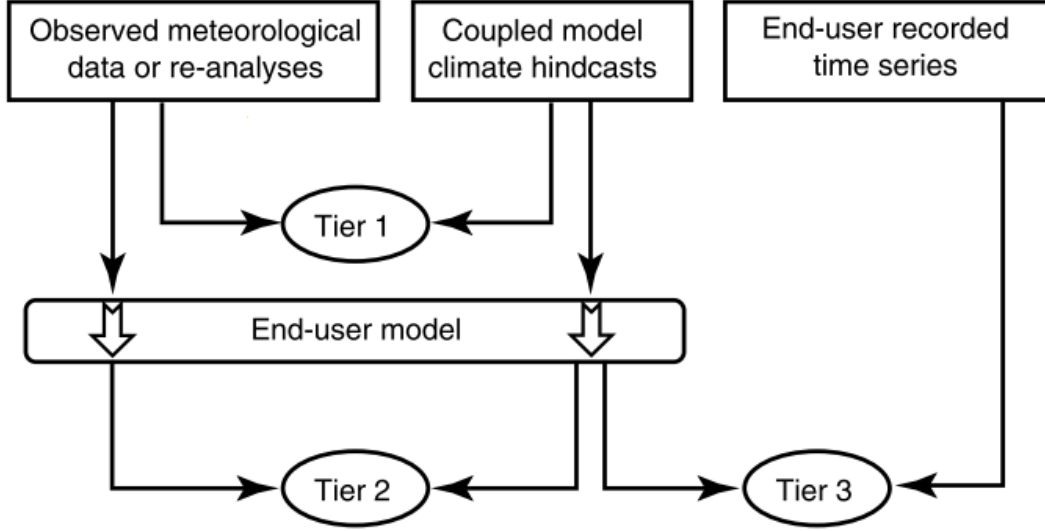 Observed meteorological
data or re-analyses
Coupled model
climate hindcasts
End-user recorded
time series
Tier 1
End-user model
Tier 2
Tier 3